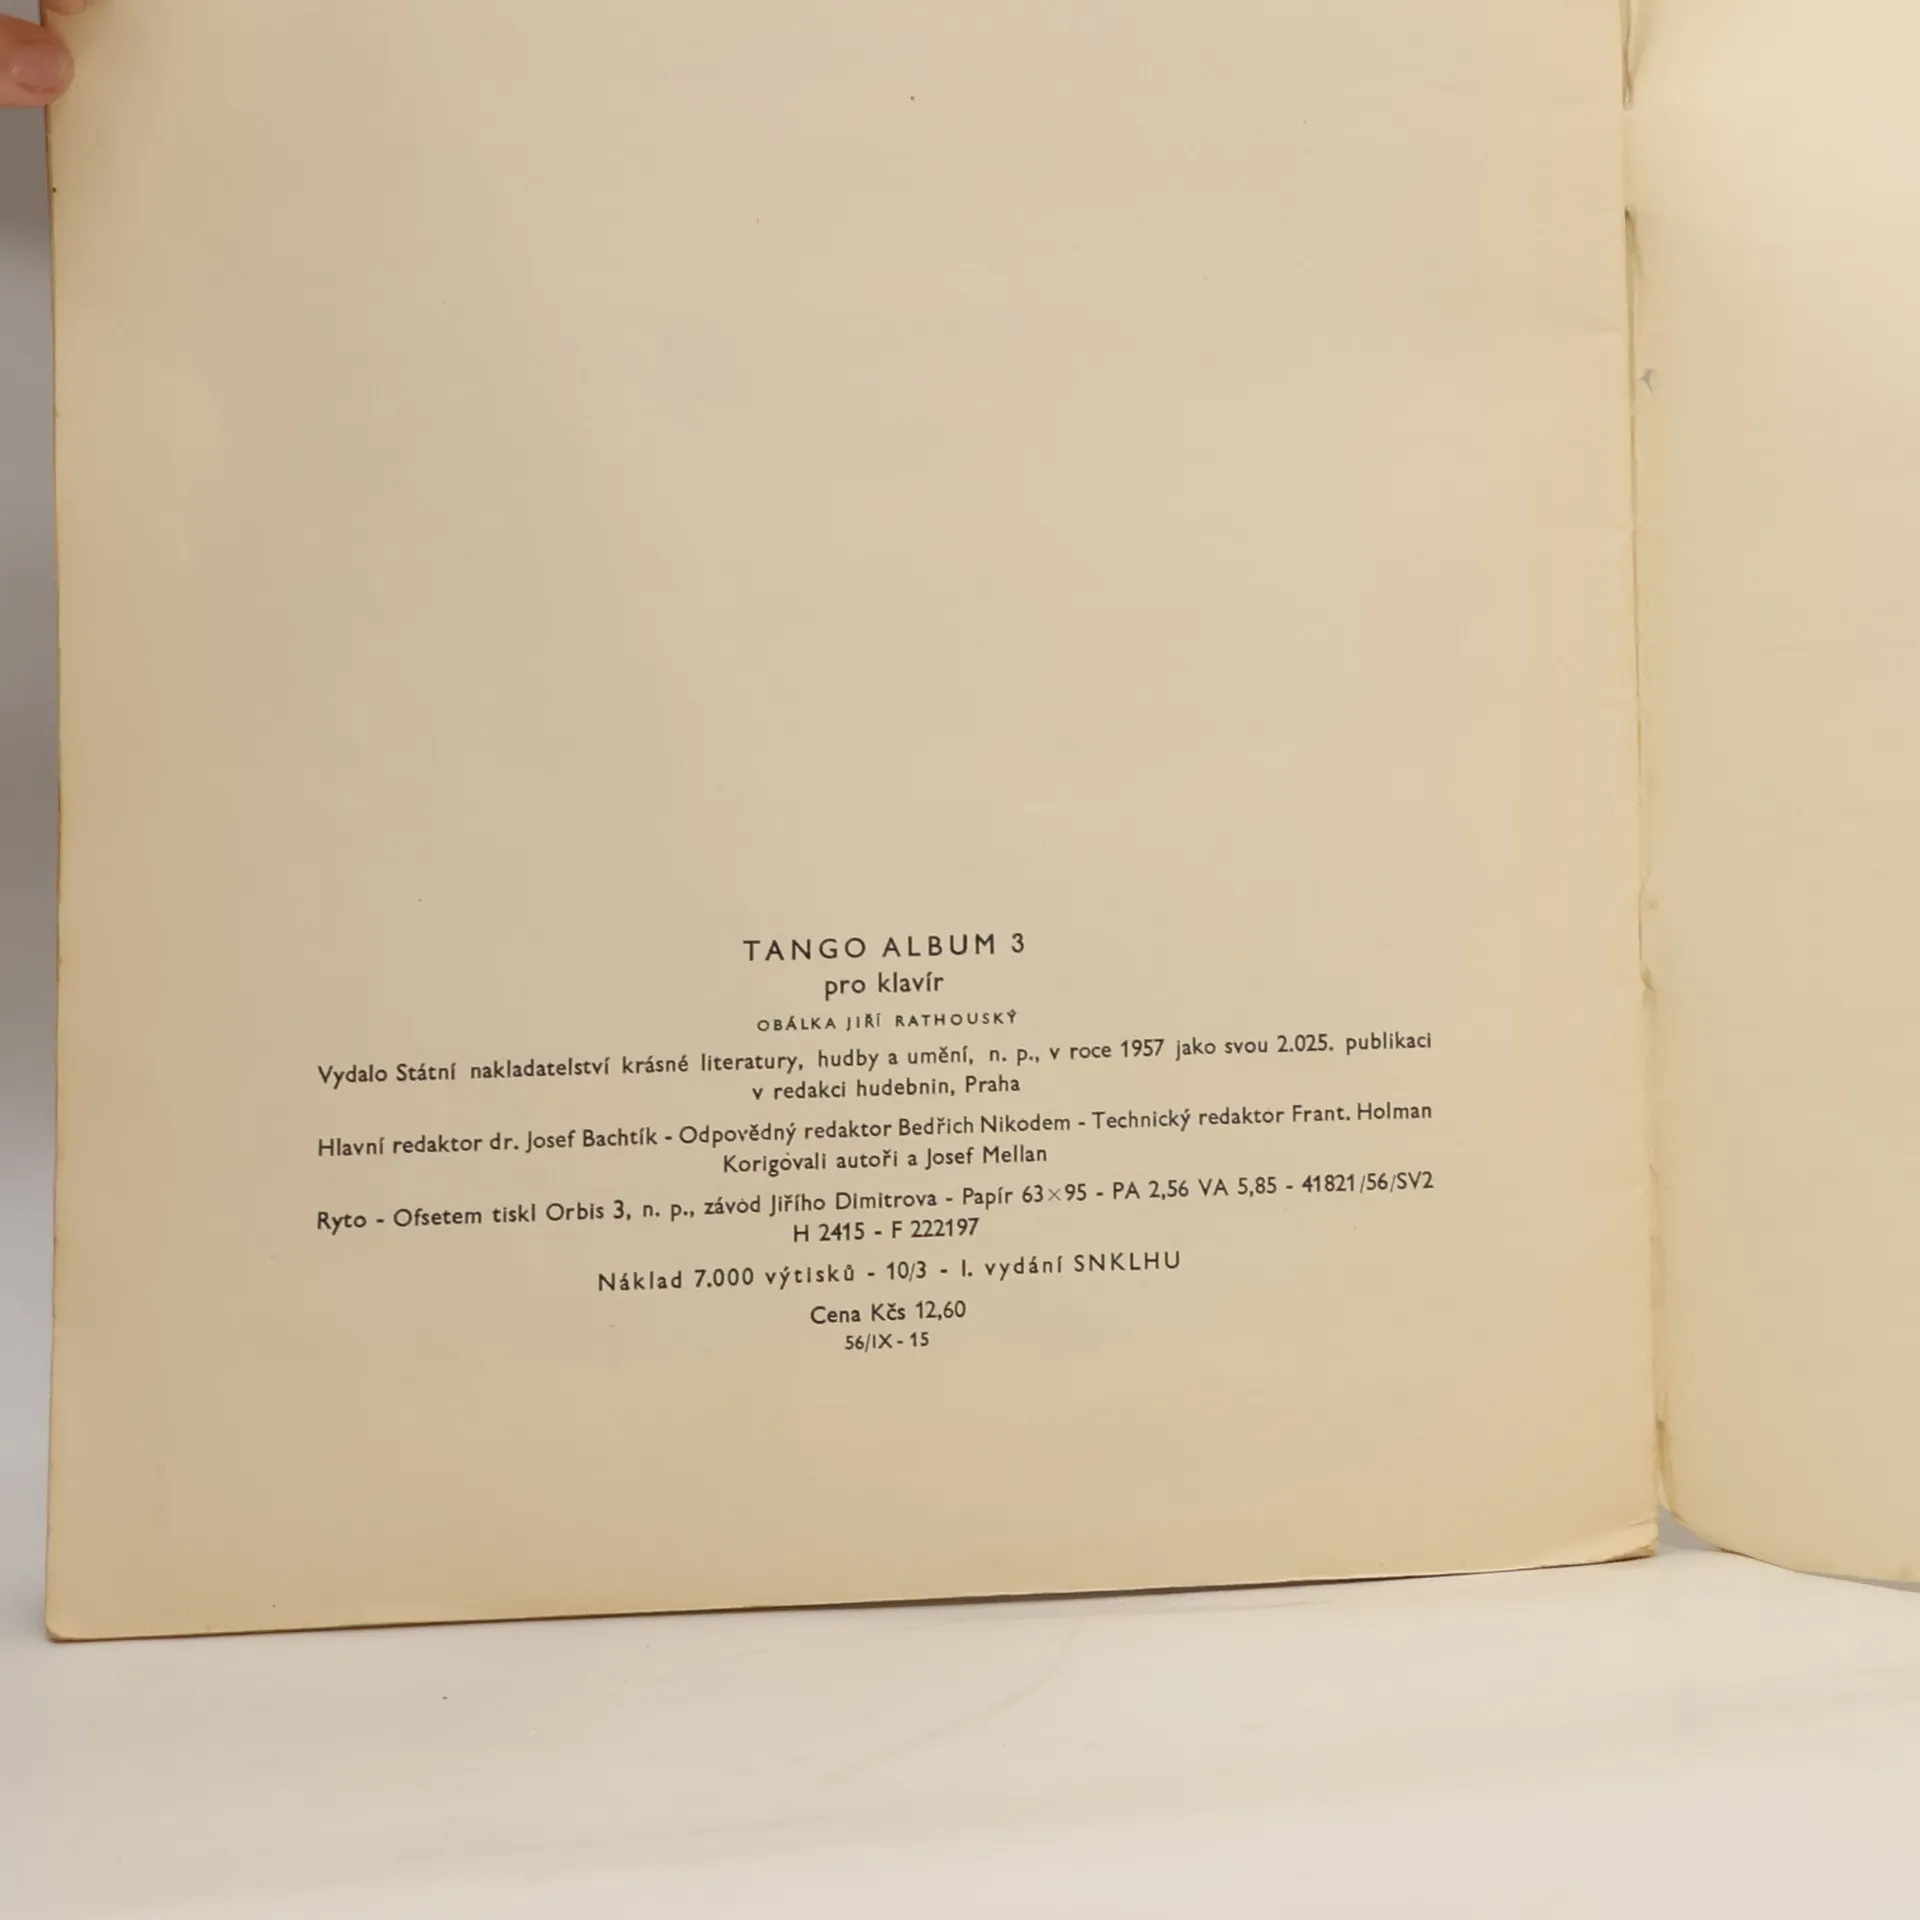 TANGO ALBUM 3
pro klavír
OBÁLKA JIŘÍ RATHOUSKÝ
Vydalo Státní nakladatelství krásné literatury, hudby a umění, n. p., v roce 1957 jako svou 2.025. publikaci
v redakci hudebnin, Praha
Hlavní redaktor dr. Josef Bachtík - Odpovědný redaktor Bedřich Nikodem - Technický redaktor Frant. Holman
Korigovali autoři a Josef Mellan
Ryto - Ofsetem tiskl Orbis 3, n. p., závod Jiřího Dimitrova - Papír 63×95 - PA 2,56 VA 5,85 - 41821/56/SV2
H 2415 - F 222197
Náklad 7.000 výtisků - 10/3 - I. vydání SNKLHU
Cena Kčs 12,60
56/IX - 15